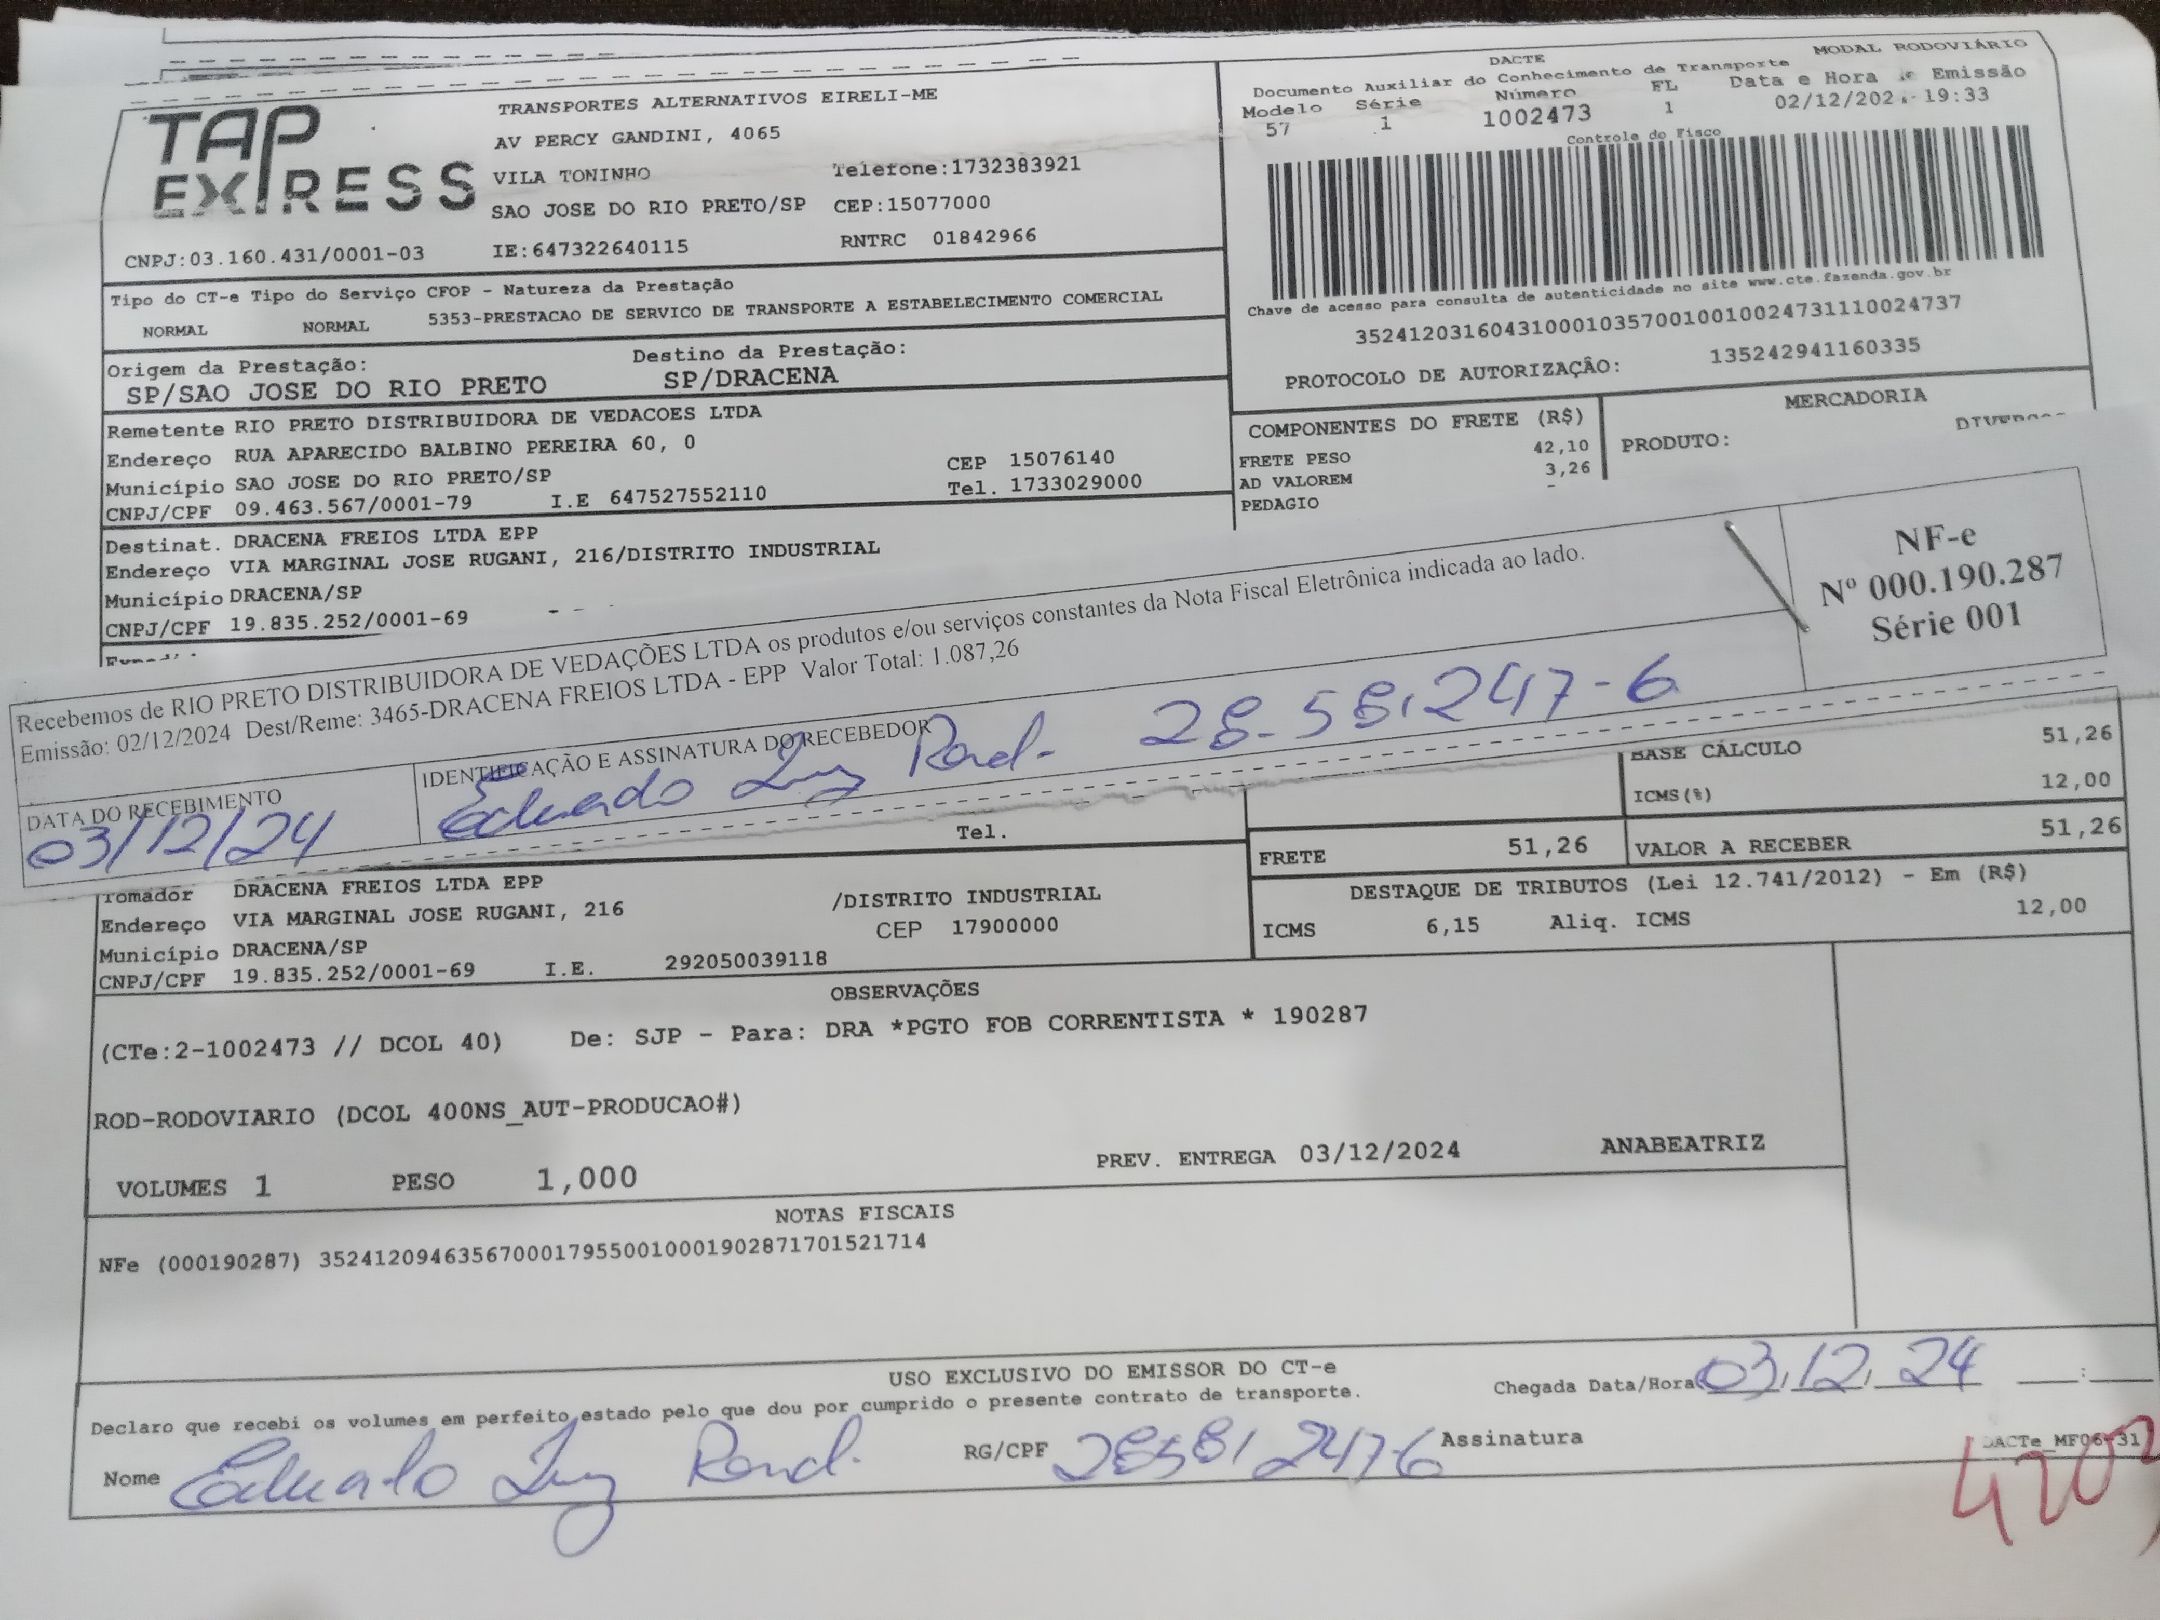 TAP EXPRESS
TRANSPORTES ALTERNATIVOS EIRELI-ME
AV PERCY GANDINI, 4065
VILA TONINHO Telefone:1732383921
SAO JOSE DO RIO PRETO/SP CEP:15077000
CNPJ:03.160.431/0001-03 IE:647322640115 RNTRC 01842966
DACTE MODAL RODOVIÁRIO
Documento Auxiliar do Conhecimento de Transporte
Modelo Série Número FL Data e Hora Emissão
57 1 1002473 1 02/12/202 19:33
Controle do Fisco
Chave de acesso para consulta de autenticidade no site www.cte.fazenda.gov.br
35241203160431000103570010010024731110024737
PROTOCOLO DE AUTORIZAÇÃO: 135242941160335
Tipo do CT-e Tipo do Serviço CFOP - Natureza da Prestação
NORMAL NORMAL 5353-PRESTACAO DE SERVICO DE TRANSPORTE A ESTABELECIMENTO COMERCIAL
Origem da Prestação: Destino da Prestação:
SP/SAO JOSE DO RIO PRETO SP/DRACENA
Remetente RIO PRETO DISTRIBUIDORA DE VEDACOES LTDA
Endereço RUA APARECIDO BALBINO PEREIRA 60, 0
Município SAO JOSE DO RIO PRETO/SP CEP 15076140
CNPJ/CPF 09.463.567/0001-79 I.E 647527552110 Tel. 1733029000
COMPONENTES DO FRETE (R$)
FRETE PESO 42,10
AD VALOREM 3,26
PEDAGIO
MERCADORIA
PRODUTO:
Destinat. DRACENA FREIOS LTDA EPP
Endereço VIA MARGINAL JOSE RUGANI, 216/DISTRITO INDUSTRIAL
Município DRACENA/SP
CNPJ/CPF 19.835.252/0001-69
Recebemos de RIO PRETO DISTRIBUIDORA DE VEDAÇÕES LTDA os produtos e/ou serviços constantes da Nota Fiscal Eletrônica indicada ao lado.
Emissão: 02/12/2024 Dest/Reme: 3465-DRACENA FREIOS LTDA - EPP Valor Total: 1.087,26
NF-e
Nº 000.190.287
Série 001
DATA DO RECEBIMENTO
03/12/24
IDENTIFICAÇÃO E ASSINATURA DO RECEBEDOR
Eduardo Luiz 28.581.247-6
Tel.
BASE CÁLCULO 51,26
ICMS(%) 12,00
FRETE 51,26 VALOR A RECEBER 51,26
DESTAQUE DE TRIBUTOS (Lei 12.741/2012) - Em (R$)
ICMS 6,15 Aliq. ICMS 12,00
Tomador DRACENA FREIOS LTDA EPP
Endereço VIA MARGINAL JOSE RUGANI, 216 /DISTRITO INDUSTRIAL
Município DRACENA/SP CEP 17900000
CNPJ/CPF 19.835.252/0001-69 I.E. 292050039118
OBSERVAÇÕES
(CTe:2-1002473 // DCOL 40) De: SJP - Para: DRA *PGTO FOB CORRENTISTA * 190287
ROD-RODOVIARIO (DCOL 400NS_AUT-PRODUCAO#)
VOLUMES 1 PESO 1,000 PREV. ENTREGA 03/12/2024 ANABEATRIZ
NOTAS FISCAIS
NFe (000190287) 35241209463567000179550010001902871701521714
USO EXCLUSIVO DO EMISSOR DO CT-e
Declaro que recebi os volumes em perfeito estado pelo que dou por cumprido o presente contrato de transporte.
Chegada Data/Hora 03/12/24 :
Nome Eduardo Luiz RG/CPF 28581247-6 Assinatura
DACTe_MF06-31